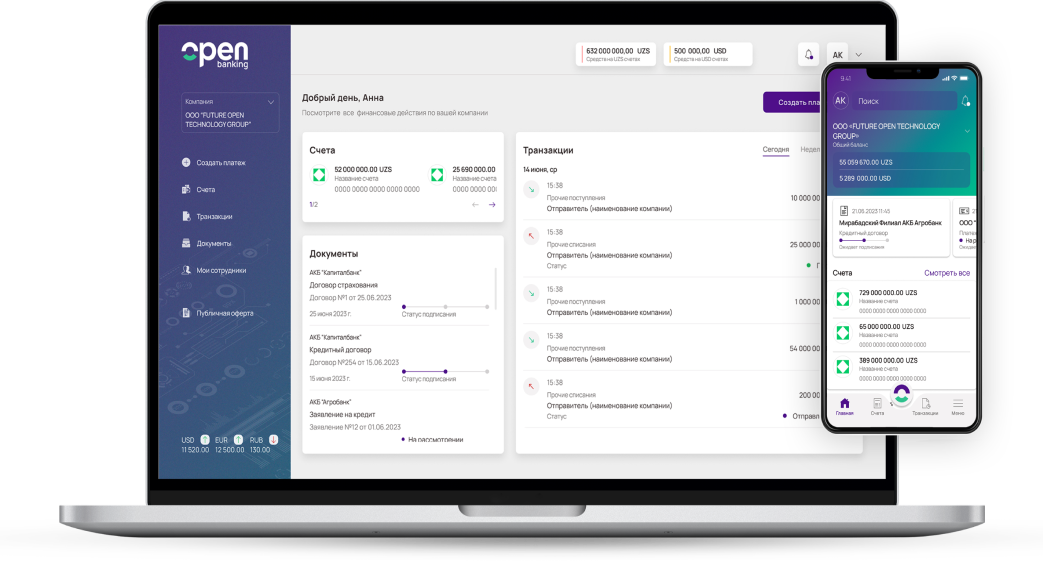 open
banking
Компания
ООО "FUTURE OPEN
TECHNOLOGY GROUP"
Создать платеж
Счета
Транзакции
Документы
Мои сотрудники
Публичная оферта
USD EUR RUB
11 520.00 12 500.00 130.00
632 000 000,00 UZS
Средства на UZS счетах
500 000,00 USD
Средства на USD счетах
АК
Добрый день, Анна
Посмотрите все финансовые действия по вашей компании
Создать пла
Счета
52 000 000.00 UZS
Название счета
0000 0000 0000 0000 0000
25 690 000.00
Название счета
0000 0000 00
1/2
Документы
АКБ "Капиталбанк"
Договор страхования
Договор №1 от 25.06.2023
25 июня 2023 г.
Статус подписания
АКБ "Капиталбанк"
Кредитный договор
Договор №254 от 15.06.2023
15 июня 2023 г.
Статус подписания
АКБ "Агробанк"
Заявление на кредит
Заявление №12 от 01.06.2023
На рассмотрении
Транзакции
Сегодня
Недел
14 июня, ср
15:38
Прочие поступления
10 000 00
Отправитель (наименование компании)
15:38
Прочие списания
25 000 00
Отправитель (наименование компании)
Статус
15:38
Прочие поступления
1 000 00
Отправитель (наименование компании)
15:38
Прочие поступления
54 000 00
Отправитель (наименование компании)
15:38
Прочие списания
200 00
Отправитель (наименование компании)
Статус
Отправл
9:41
АК
Поиск
ООО «FUTURE OPEN TECHNOLOGY
GROUP»
Общий баланс
55 059 670.00 UZS
5 289 000.00 USD
21.06.2023 11:45
Мирабадский Филиал АКБ Агробанк
Кредитный договор
Ожидает подписания
ООО "
Платеж
На р
Ожидае
Счета
Смотреть все
729 000 000.00 UZS
Название счета
0000 0000 0000 0000 0000
65 000 000.00 UZS
Название счета
0000 0000 0000 0000 0000
389 000 000.00 UZS
Название счета
0000 0000 0000 0000 0000
Главная
Счета
Транзакции
Меню